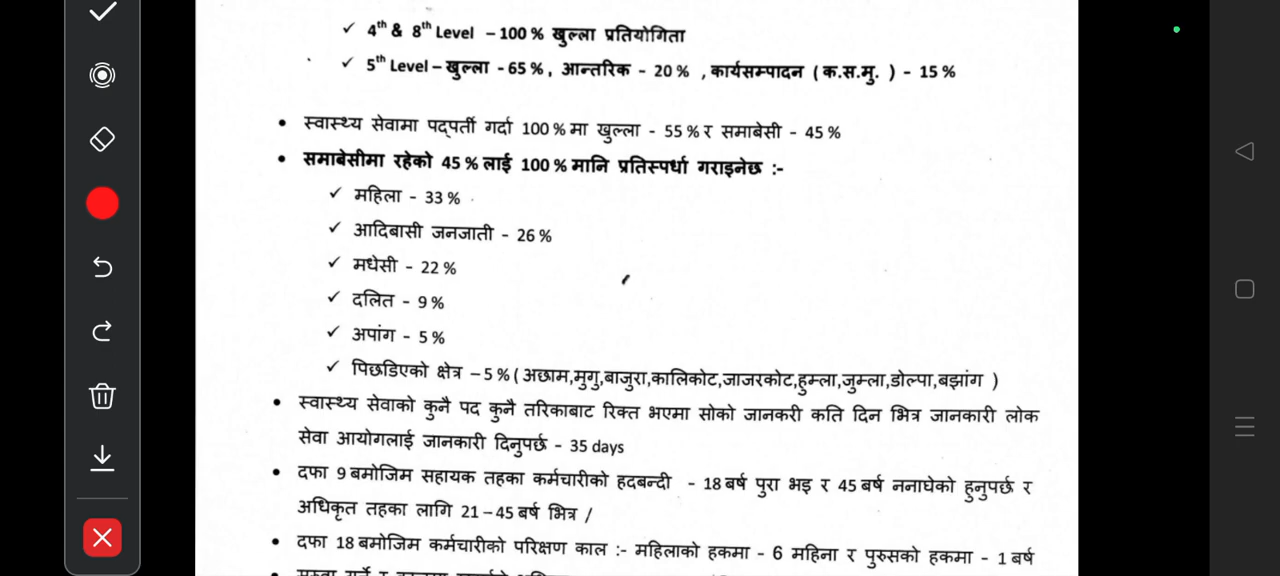 ✓ 4th & 8th Level – 100 % खुल्ला प्रतियोगिता
✓ 5th Level – खुल्ला - 65 % , आन्तरिक - 20 % , कार्यसम्पादन ( क.स.मु. ) - 15 %
• स्वास्थ्य सेवामा पद्पर्ती गर्दा 100 % मा खुल्ला - 55 % र समाबेसी - 45 %
• समाबेसीमा रहेको 45 % लाई 100 % मानि प्रतिस्पर्धा गराइनेछ :-
✓ महिला - 33 %
✓ आदिबासी जनजाती - 26 %
✓ मधेसी - 22 %
✓ दलित - 9 %
✓ अपांग - 5 %
✓ पिछडिएको क्षेत्र – 5 % ( अछाम,मुगु,बाजुरा,कालिकोट,जाजरकोट,हुम्ला,जुम्ला,डोल्पा,बझांग )
• स्वास्थ्य सेवाको कुनै पद कुनै तरिकाबाट रिक्त भएमा सोको जानकरी कति दिन भित्र जानकारी लोक
सेवा आयोगलाई जानकारी दिनुपर्छ - 35 days
• दफा 9 बमोजिम सहायक तहका कर्मचारीको हदबन्दी - 18 बर्ष पुरा भइ र 45 बर्ष ननाघेको हुनुपर्छ र
अधिकृत तहका लागि 21 – 45 बर्ष भित्र /
• दफा 18 बमोजिम कर्मचारीको परिक्षण काल :- महिलाको हकमा - 6 महिना र पुरुसको हकमा - 1 बर्ष